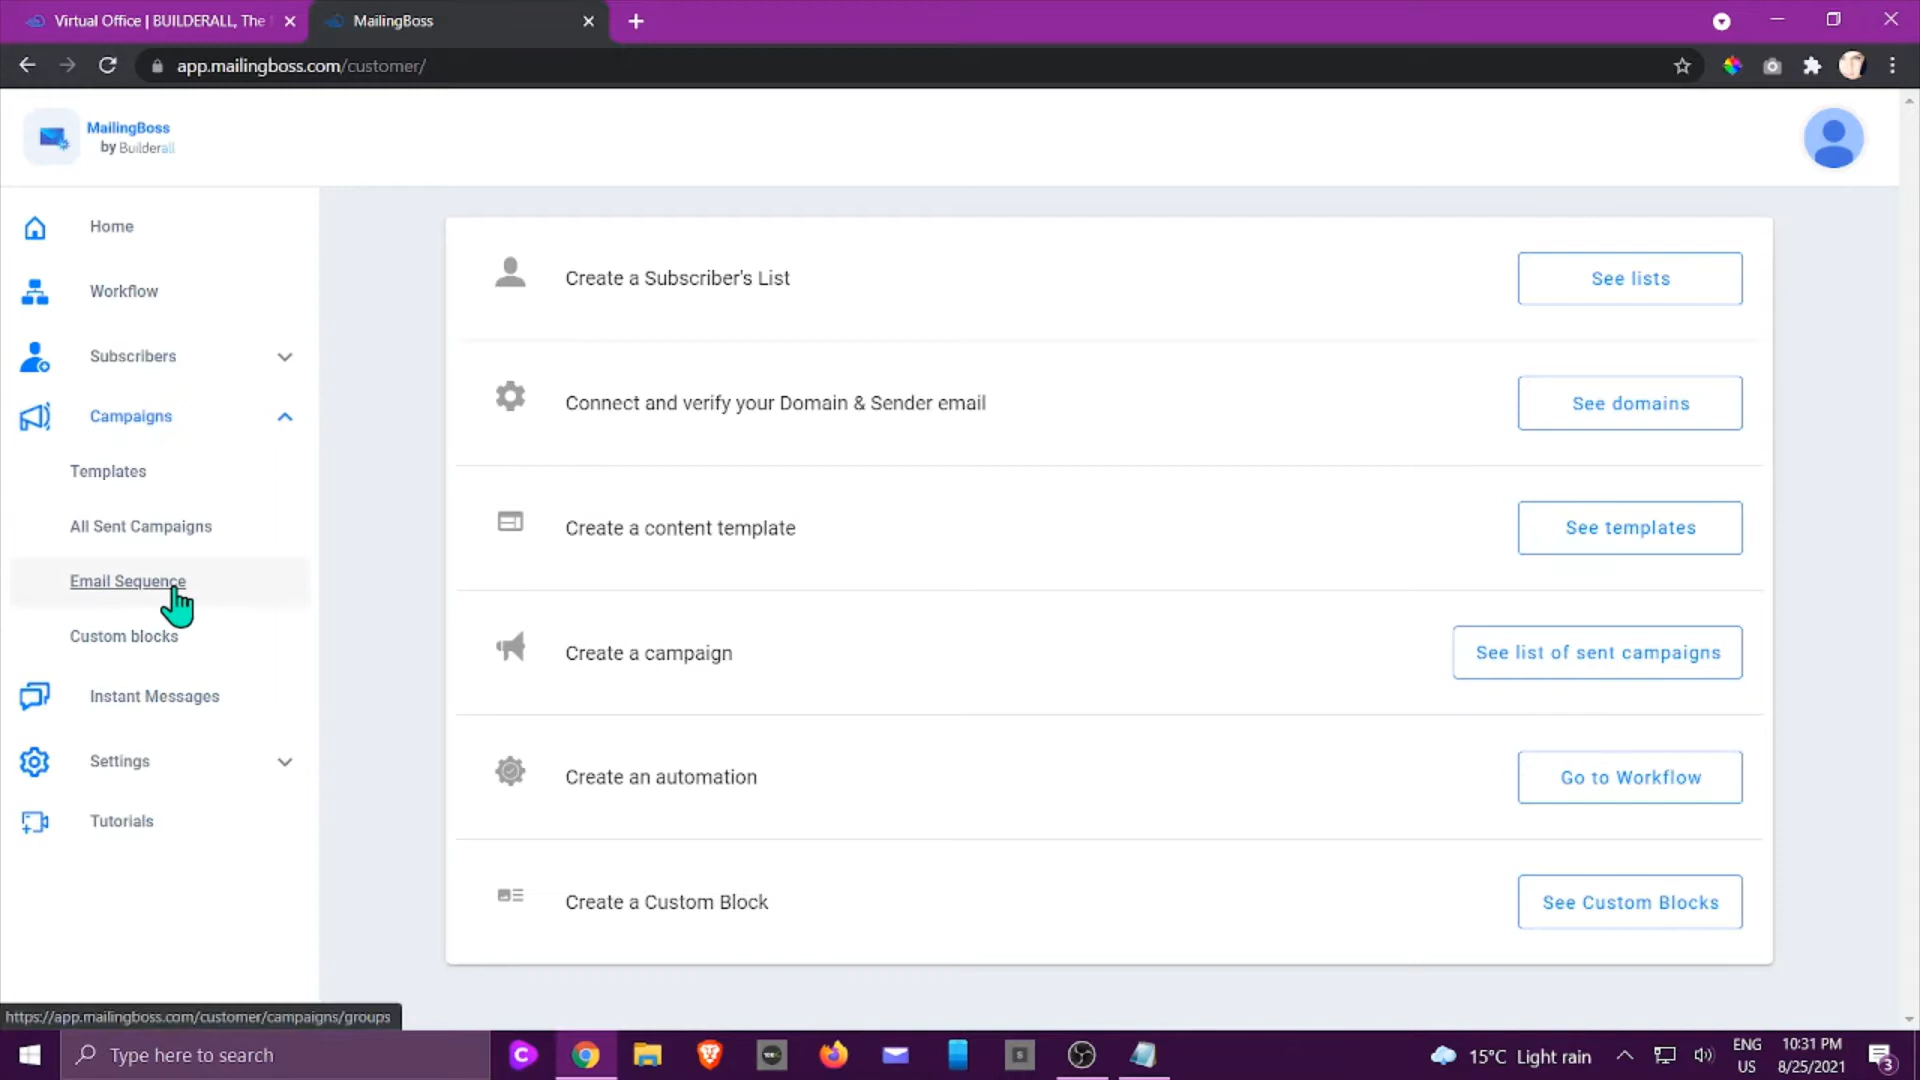 Virtual Office | BUILDERALL, The
MailingBoss
app.mailingboss.com/customer/
MailingBoss
by Builderall
Home
Workflow
Subscribers
Campaigns
Templates
All Sent Campaigns
Email Sequence
Custom blocks
Instant Messages
Settings
Tutorials
Create a Subscriber's List
See lists
Connect and verify your Domain & Sender email
See domains
Create a content template
See templates
Create a campaign
See list of sent campaigns
Create an automation
Go to Workflow
Create a Custom Block
See Custom Blocks
https://app.mailingboss.com/customer/campaigns/groups
Type here to search
15°C Light rain
ENG
US
10:31 PM
8/25/2021
3